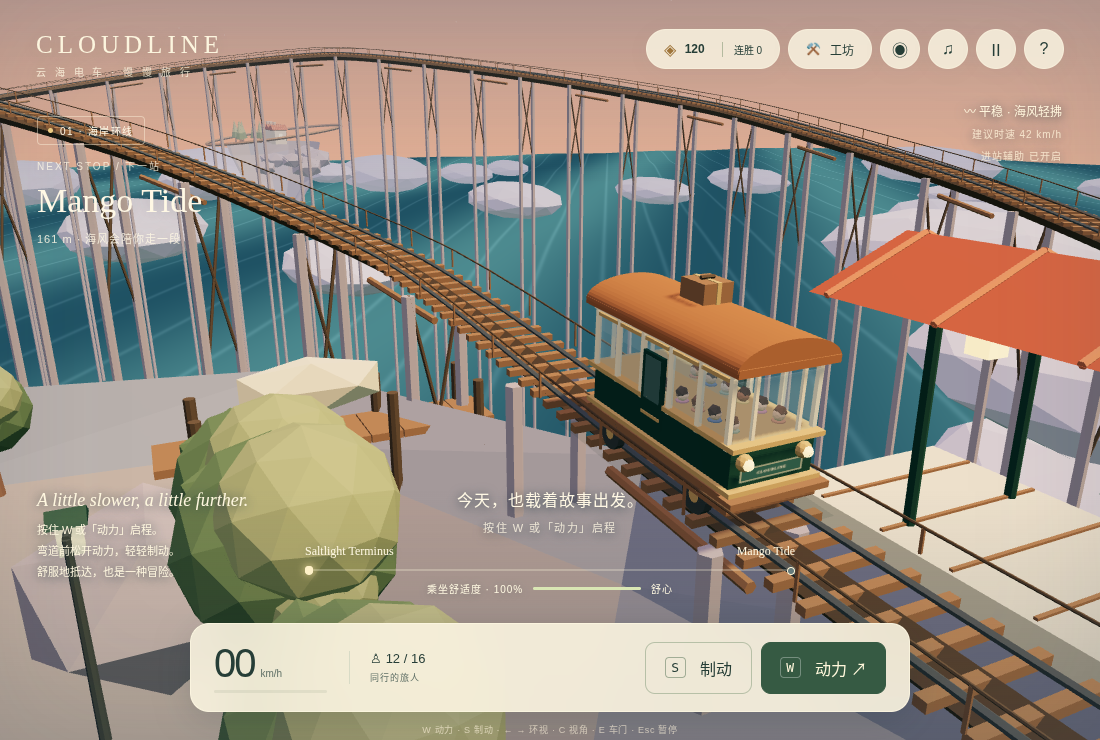 CLOUDLINE
云海电车 · 慢慢旅行
120
连胜 0
工坊
?
01 · 海岸环线
NEXT STOP / 下一站
Mango Tide
161 m · 海风会陪你走一段
平稳 · 海风轻拂
建议时速 42 km/h
进站辅助 已开启
A little slower, a little further.
按住 W 或「动力」启程。
弯道前松开动力，轻轻制动。
舒服地抵达，也是一种冒险。
今天，也载着故事出发。
按住 W 或「动力」启程
Saltlight Terminus
Mango Tide
乘坐舒适度 · 100%
舒心
00 km/h
12 / 16
同行的旅人
S 制动
W 动力 ↗
W 动力 · S 制动 · ← → 环视 · C 视角 · E 车门 · Esc 暂停